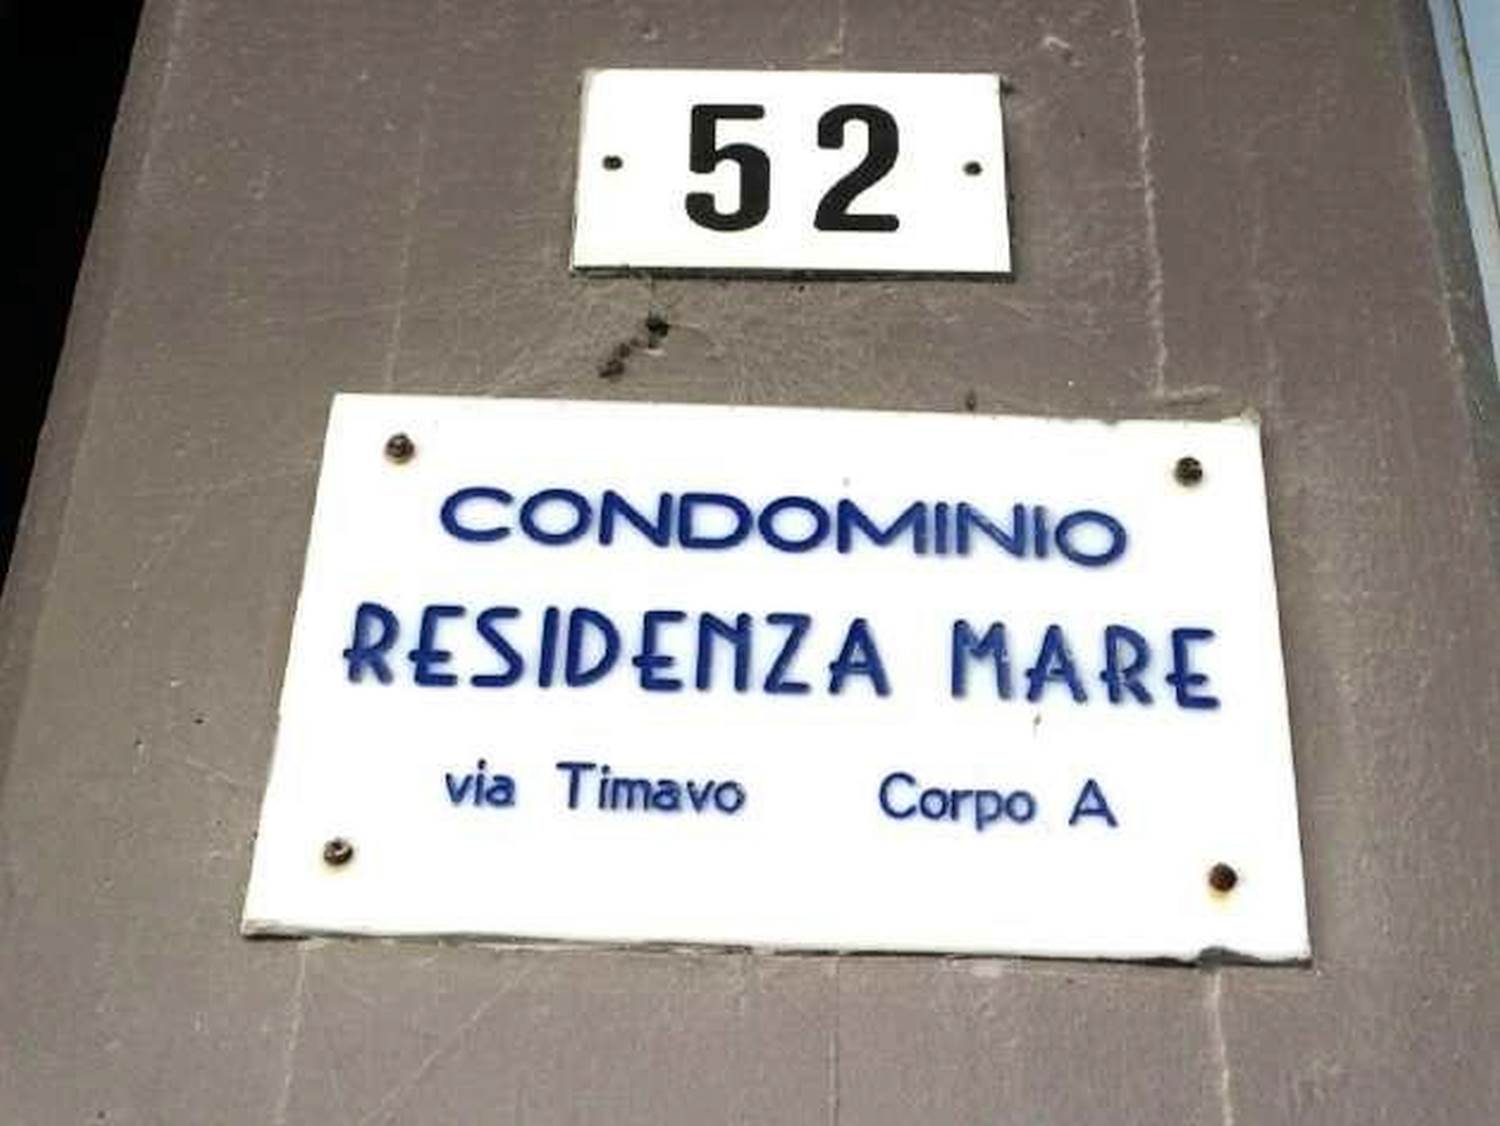 52
CONDOMINIO
RESIDENZA MARE
via Timavo Corpo A